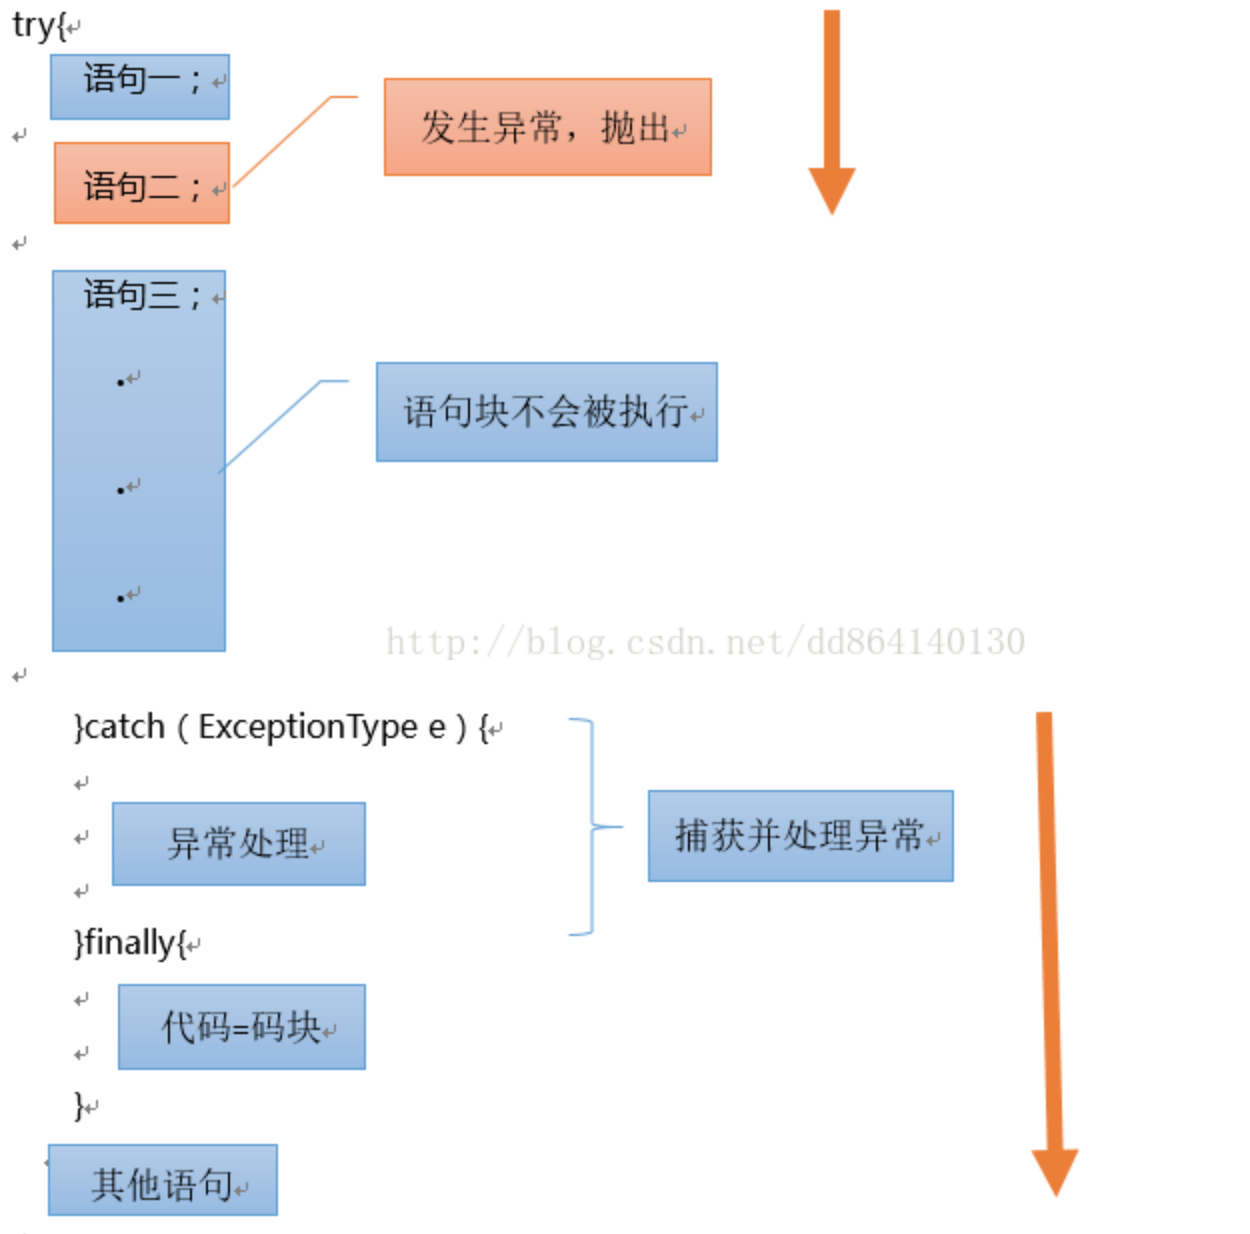 try{
语句一；
语句二；
发生异常，抛出
语句三；
语句块不会被执行
http://blog.csdn.net/dd864140130
}catch（ExceptionType e）{
异常处理
捕获并处理异常
}finally{
代码=码块
}
其他语句